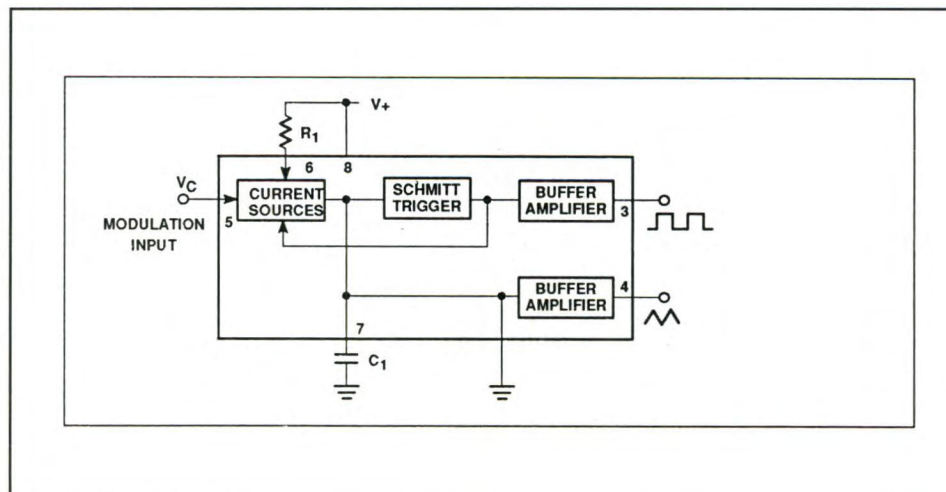 V+
R1
6 8
VC
5
CURRENT
SOURCES
SCHMITT
TRIGGER
BUFFER
AMPLIFIER
3
MODULATION
INPUT
BUFFER
AMPLIFIER
4
7
C1